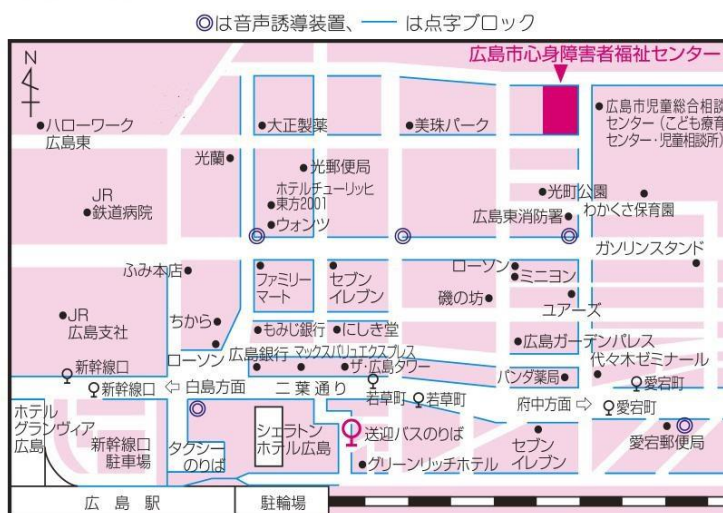 ◎は音声誘導装置、 ── は点字ブロック
広島市心身障害者福祉センター
N
ハローワーク
広島東
大正製薬
美珠パーク
広島市児童総合相談
センター(こども療育
センター・児童相談所)
光蘭
光郵便局
JR
鉄道病院
ホテルチューリッヒ
東方2001
ウォンツ
光町公園
わかくさ保育園
広島東消防署
ガソリンスタンド
ふみ本店
ファミリー
マート
セブン
イレブン
ローソン
ミニヨン
磯の坊
ユアーズ
JR
広島支社
ちから
もみじ銀行
にしき堂
広島ガーデンパレス
ローソン
広島銀行
マックスバリュエクスプレス
ザ・広島タワー
代々木ゼミナール
新幹線口
新幹線口
⇦ 白島方面
二葉通り
若草町
若草町
パンダ薬局
愛宕町
府中方面 ⇨
愛宕町
ホテル
グランヴィア
広島
新幹線口
駐車場
タクシー
のりば
シェラトン
ホテル広島
送迎バスのりば
グリーンリッチホテル
セブン
イレブン
愛宕郵便局
広島駅
駐輪場